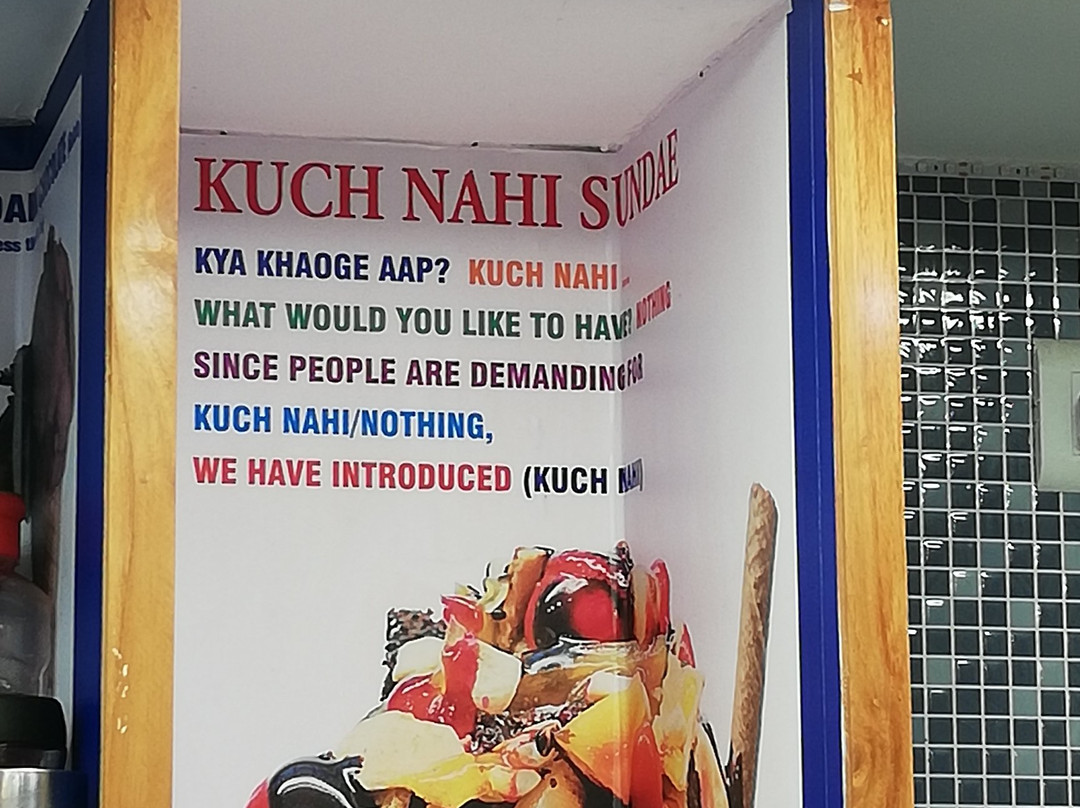 KUCH NAHI SUNDAE
KYA KHAOGE AAP? KUCH NAHI...
WHAT WOULD YOU LIKE TO HAVE? NOTHING
SINCE PEOPLE ARE DEMANDING FOR
KUCH NAHI/NOTHING,
WE HAVE INTRODUCED (KUCH NAHI)